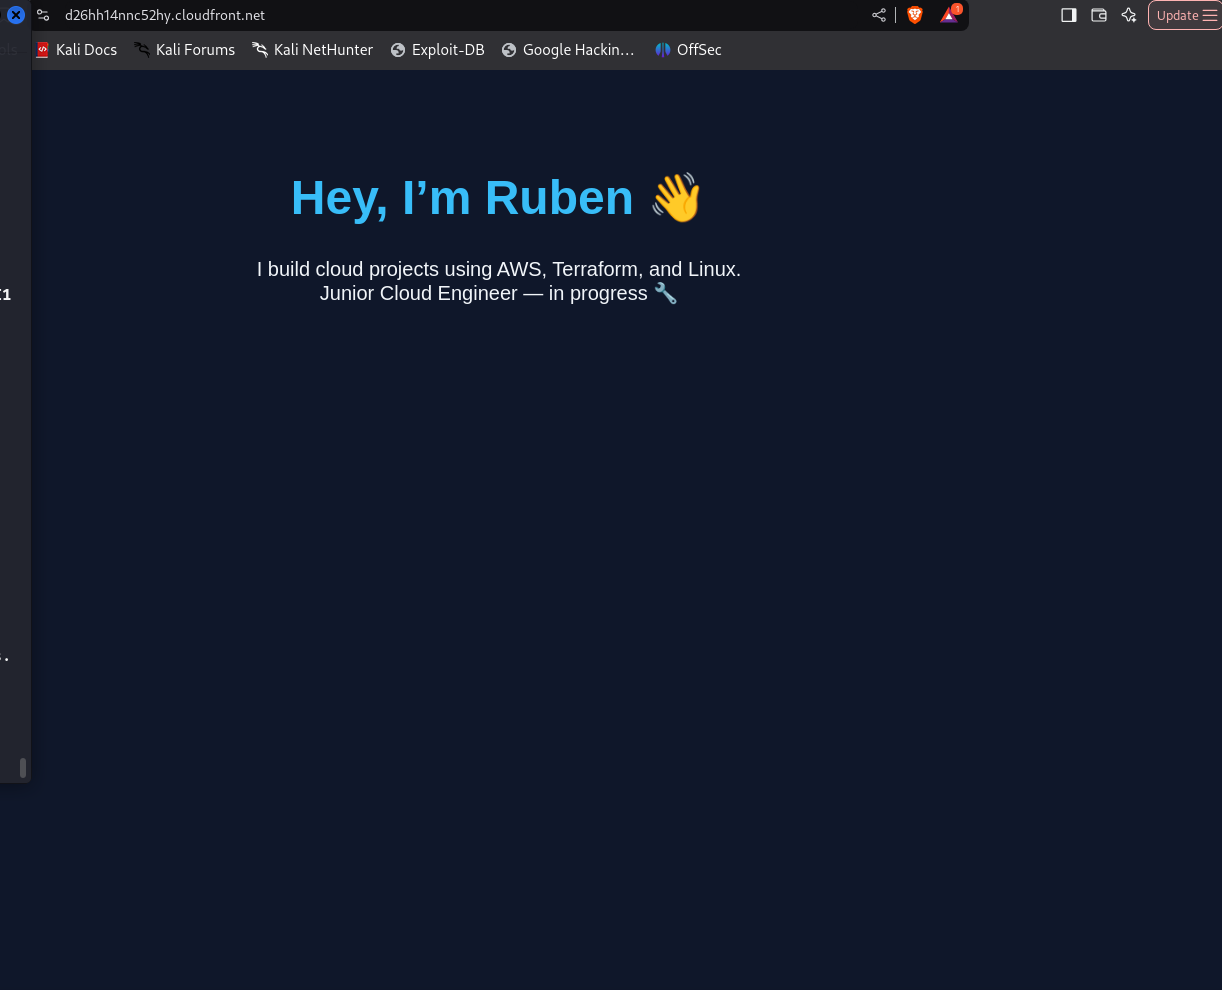 d26hh14nnc52hy.cloudfront.net
1
Update
Kali Docs
Kali Forums
Kali NetHunter
Exploit-DB
Google Hackin…
OffSec
Hey, I’m Ruben 👋
I build cloud projects using AWS, Terraform, and Linux.
Junior Cloud Engineer — in progress 🔧